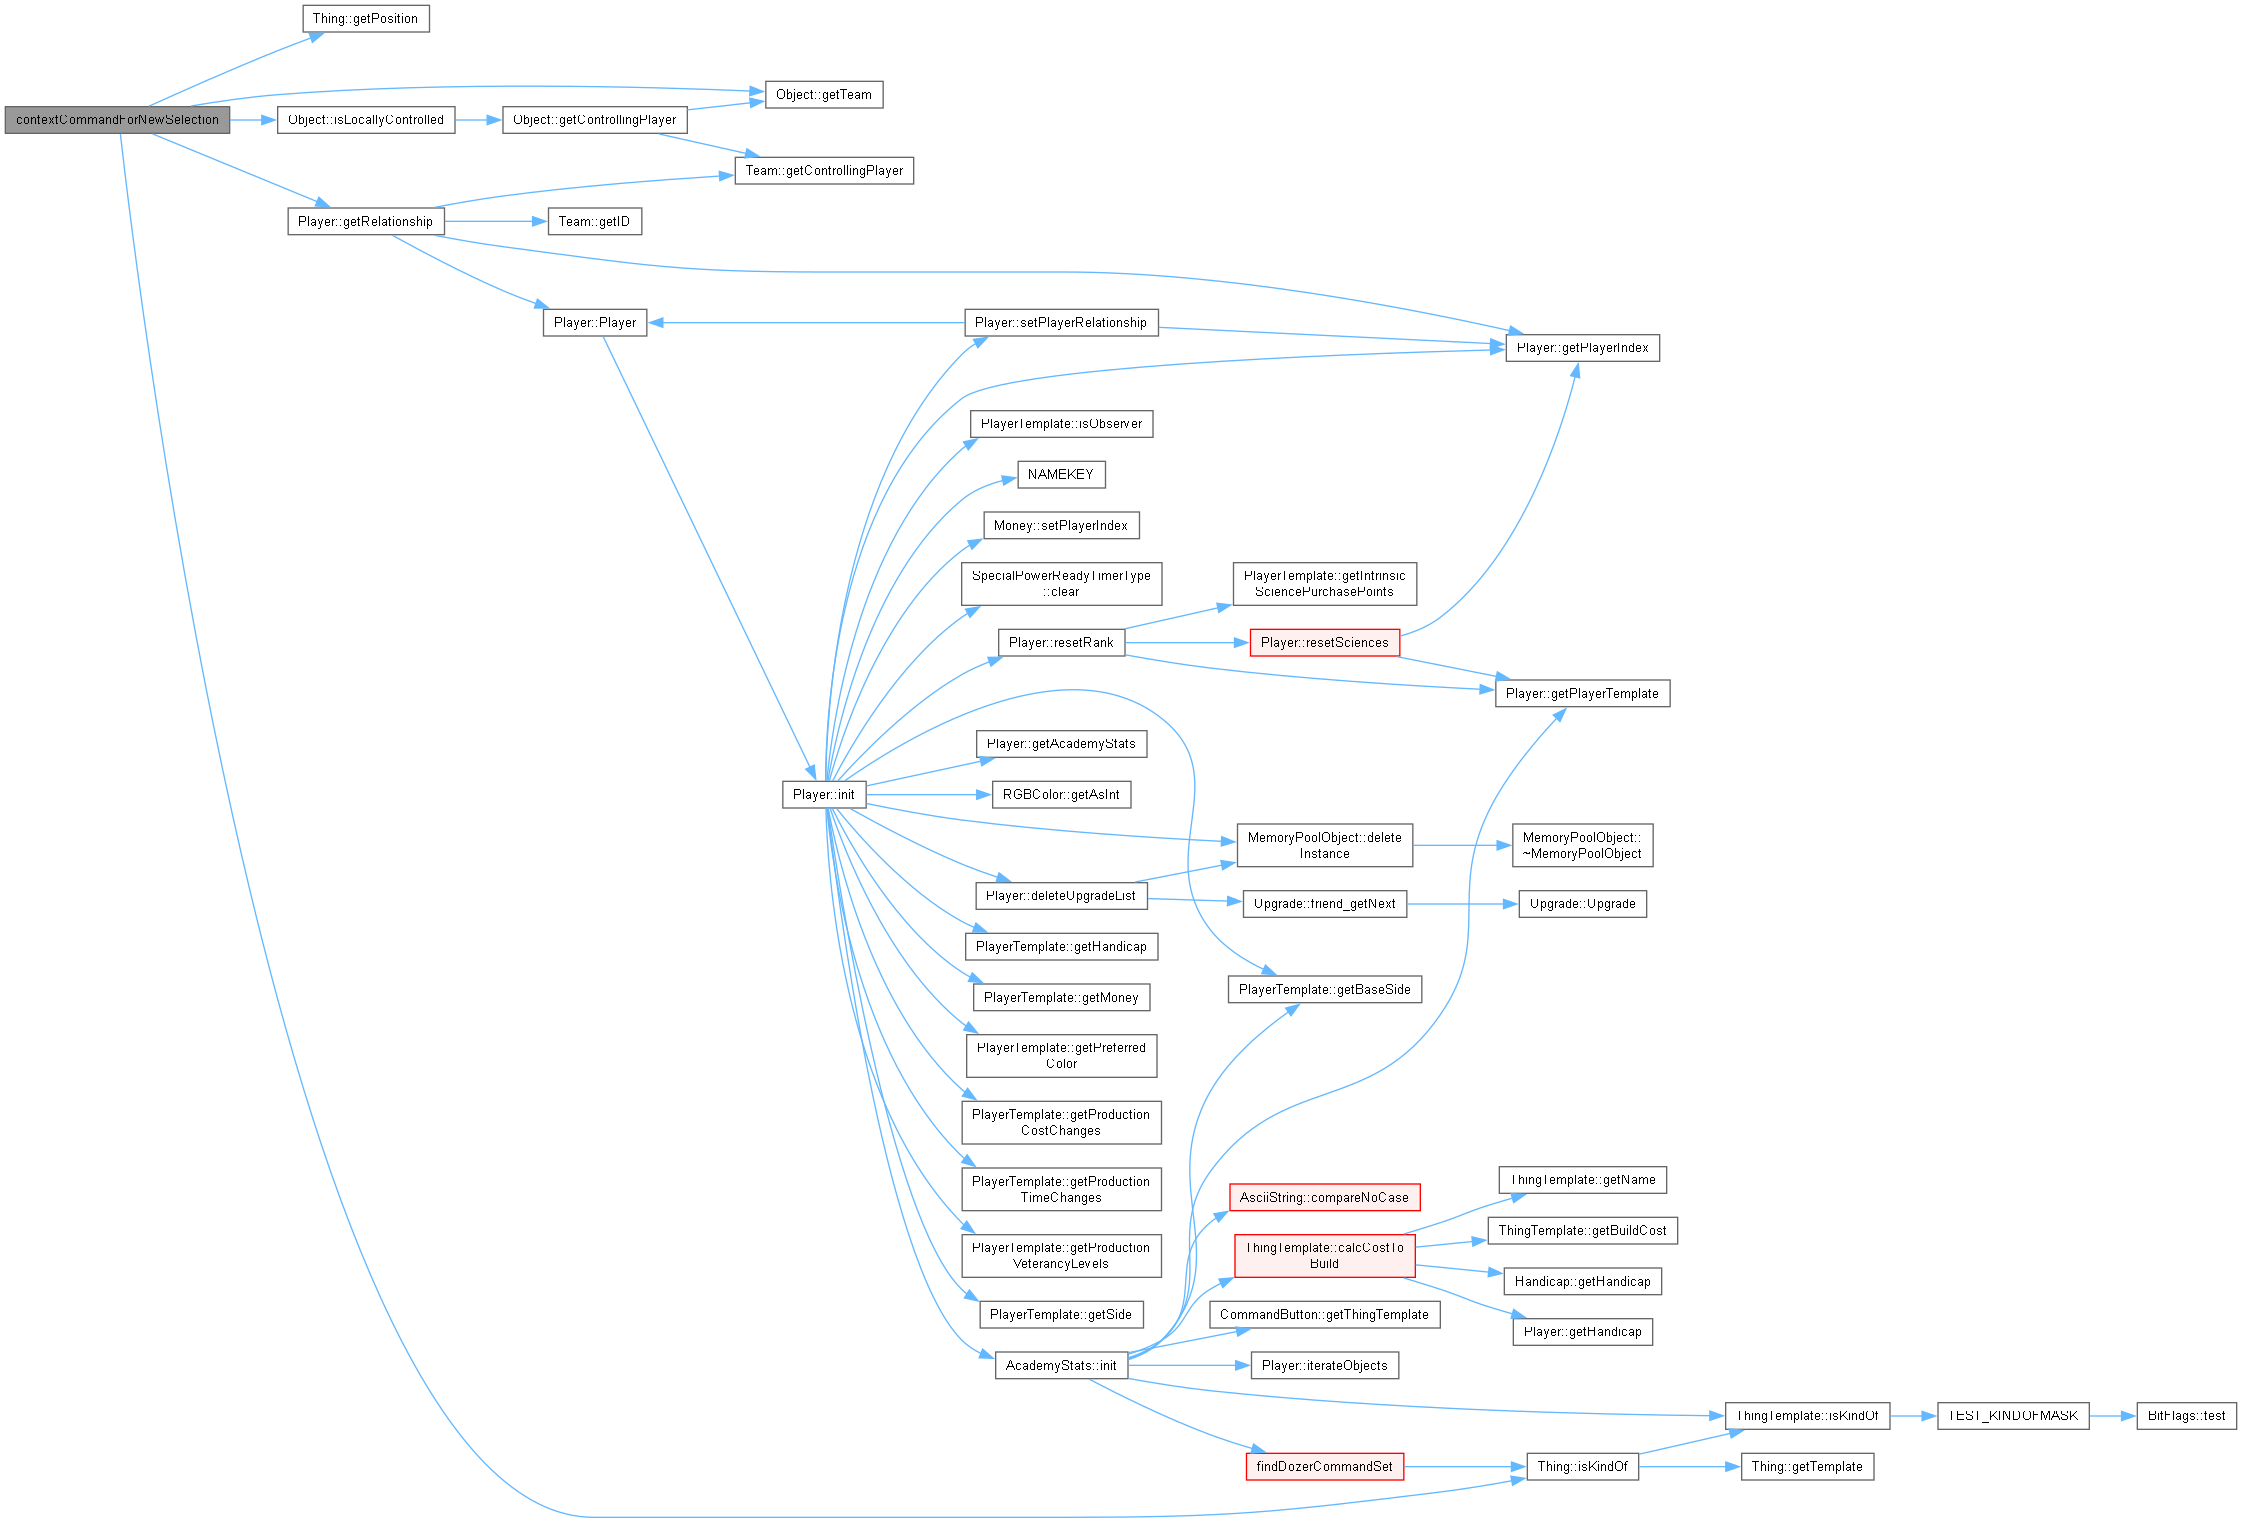 Thing::getPosition
Object::getTeam
contextCommandForNewSelection
Object::isLocallyControlled
Object::getControllingPlayer
Team::getControllingPlayer
Player::getRelationship
Team::getID
Player::Player
Player::setPlayerRelationship
Player::getPlayerIndex
PlayerTemplate::isObserver
NAMEKEY
Money::setPlayerIndex
SpecialPowerReadyTimerType
::clear
PlayerTemplate::getIntrinsic
SciencePurchasePoints
Player::resetRank
Player::resetSciences
Player::getPlayerTemplate
Player::getAcademyStats
Player::init
RGBColor::getAsInt
MemoryPoolObject::delete
Instance
MemoryPoolObject::
~MemoryPoolObject
Player::deleteUpgradeList
Upgrade::friend_getNext
Upgrade::Upgrade
PlayerTemplate::getHandicap
PlayerTemplate::getMoney
PlayerTemplate::getBaseSide
PlayerTemplate::getPreferred
Color
PlayerTemplate::getProduction
CostChanges
PlayerTemplate::getProduction
TimeChanges
ThingTemplate::getName
AsciiString::compareNoCase
ThingTemplate::getBuildCost
PlayerTemplate::getProduction
VeterancyLevels
ThingTemplate::calcCostTo
Build
Handicap::getHandicap
PlayerTemplate::getSide
CommandButton::getThingTemplate
Player::getHandicap
AcademyStats::init
Player::iterateObjects
ThingTemplate::isKindOf
TEST_KINDOFMASK
BitFlags::test
findDozerCommandSet
Thing::isKindOf
Thing::getTemplate